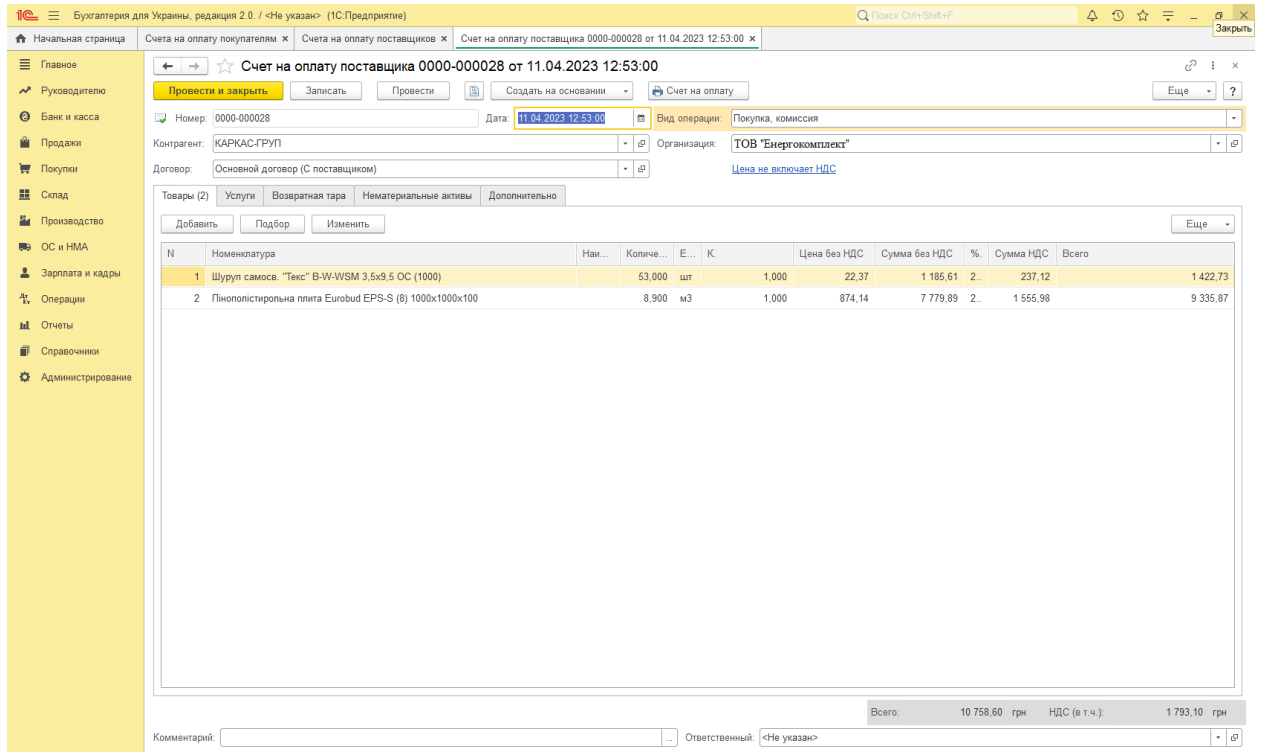 1С Бухгалтерия для Украины, редакция 2.0. / <Не указан> (1С:Предприятие) Поиск Ctrl+Shift+F
Закрыть
Начальная страница Счета на оплату покупателям × Счета на оплату поставщиков × Счет на оплату поставщика 0000-000028 от 11.04.2023 12:53:00 ×
Главное
Руководителю
Банк и касса
Продажи
Покупки
Склад
Производство
ОС и НМА
Зарплата и кадры
Операции
Отчеты
Справочники
Администрирование
Счет на оплату поставщика 0000-000028 от 11.04.2023 12:53:00
Провести и закрыть Записать Провести Создать на основании Счет на оплату Еще ?
Номер: 0000-000028 Дата: 11.04.2023 12:53:00 Вид операции: Покупка, комиссия
Контрагент: КАРКАС-ГРУП Организация: ТОВ "Енергокомплект"
Договор: Основной договор (С поставщиком) Цена не включает НДС
Товары (2) Услуги Возвратная тара Нематериальные активы Дополнительно
Добавить Подбор Изменить Еще
N Номенклатура Наи... Количе... Е... К. Цена без НДС Сумма без НДС %. Сумма НДС Всего
1 Шуруп самосв. "Текс" B-W-WSM 3,5x9,5 ОС (1000) 53,000 шт 1,000 22,37 1 185,61 2.. 237,12 1 422,73
2 Пінополістирольна плита Eurobud EPS-S (8) 1000x1000x100 8,900 м3 1,000 874,14 7 779,89 2.. 1 555,98 9 335,87
Всего: 10 758,60 грн НДС (в т.ч.): 1 793,10 грн
Комментарий: ... Ответственный: <Не указан>